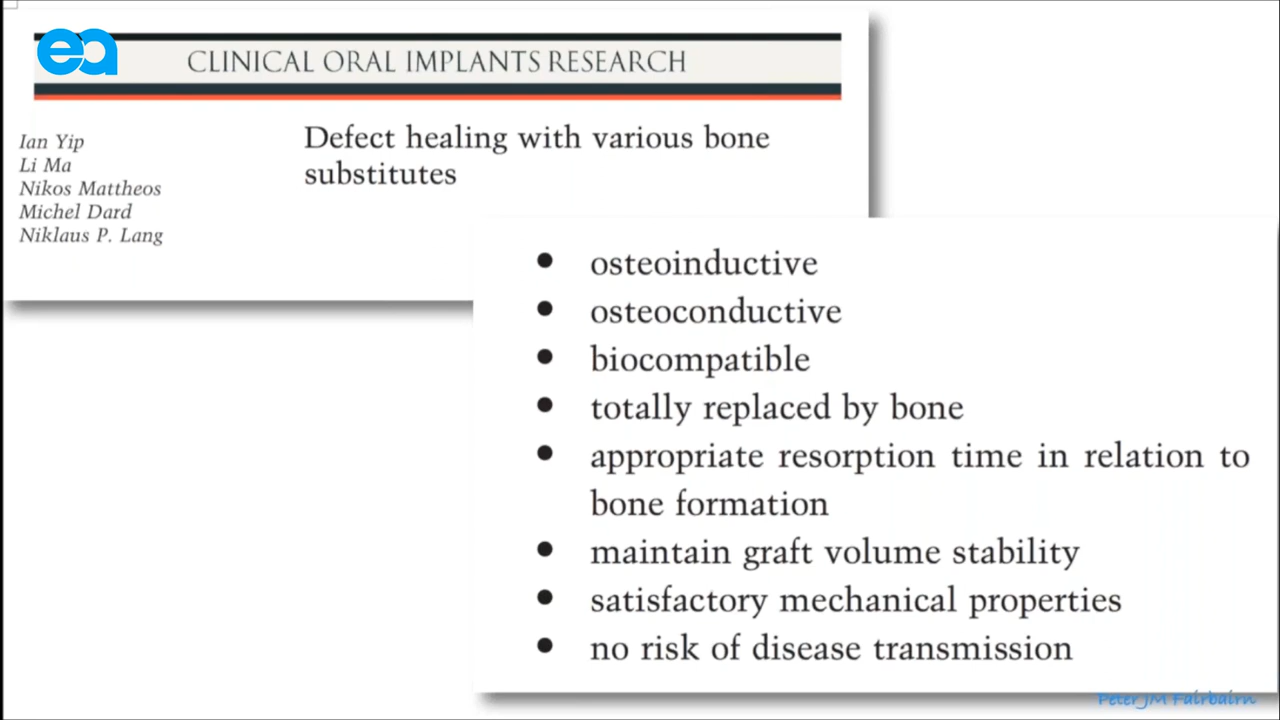 ea
CLINICAL ORAL IMPLANTS RESEARCH
Ian Yip
Li Ma
Nikos Mattheos
Michel Dard
Niklaus P. Lang
Defect healing with various bone
substitutes
• osteoinductive
• osteoconductive
• biocompatible
• totally replaced by bone
• appropriate resorption time in relation to
bone formation
• maintain graft volume stability
• satisfactory mechanical properties
• no risk of disease transmission
Peter JM Fairbairn